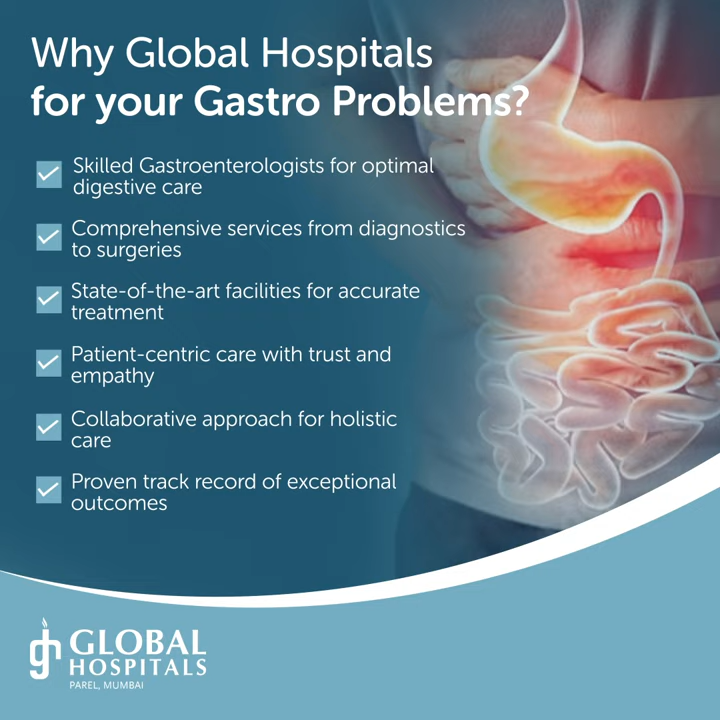 Why Global Hospitals
for your Gastro Problems?
Skilled Gastroenterologists for optimal
digestive care
Comprehensive services from diagnostics
to surgeries
State-of-the-art facilities for accurate
treatment
Patient-centric care with trust and
empathy
Collaborative approach for holistic
care
Proven track record of exceptional
outcomes
gh GLOBAL
HOSPITALS
PAREL, MUMBAI